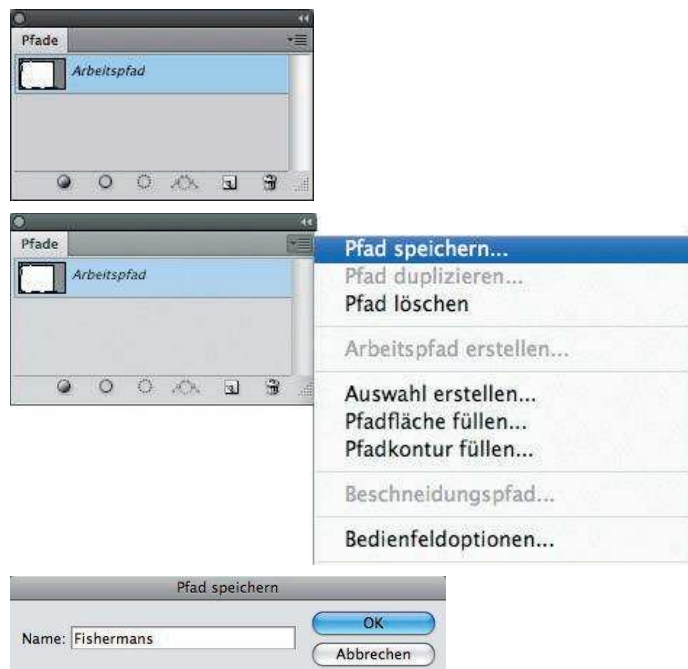 Pfade
Arbeitspfad
Pfade
Arbeitspfad
Pfad speichern...
Pfad duplizieren...
Pfad löschen
Arbeitspfad erstellen...
Auswahl erstellen...
Pfadfläche füllen...
Pfadkontur füllen...
Beschneidungspfad...
Bedienfeldoptionen...
Pfad speichern
Name: Fishermans
OK
Abbrechen